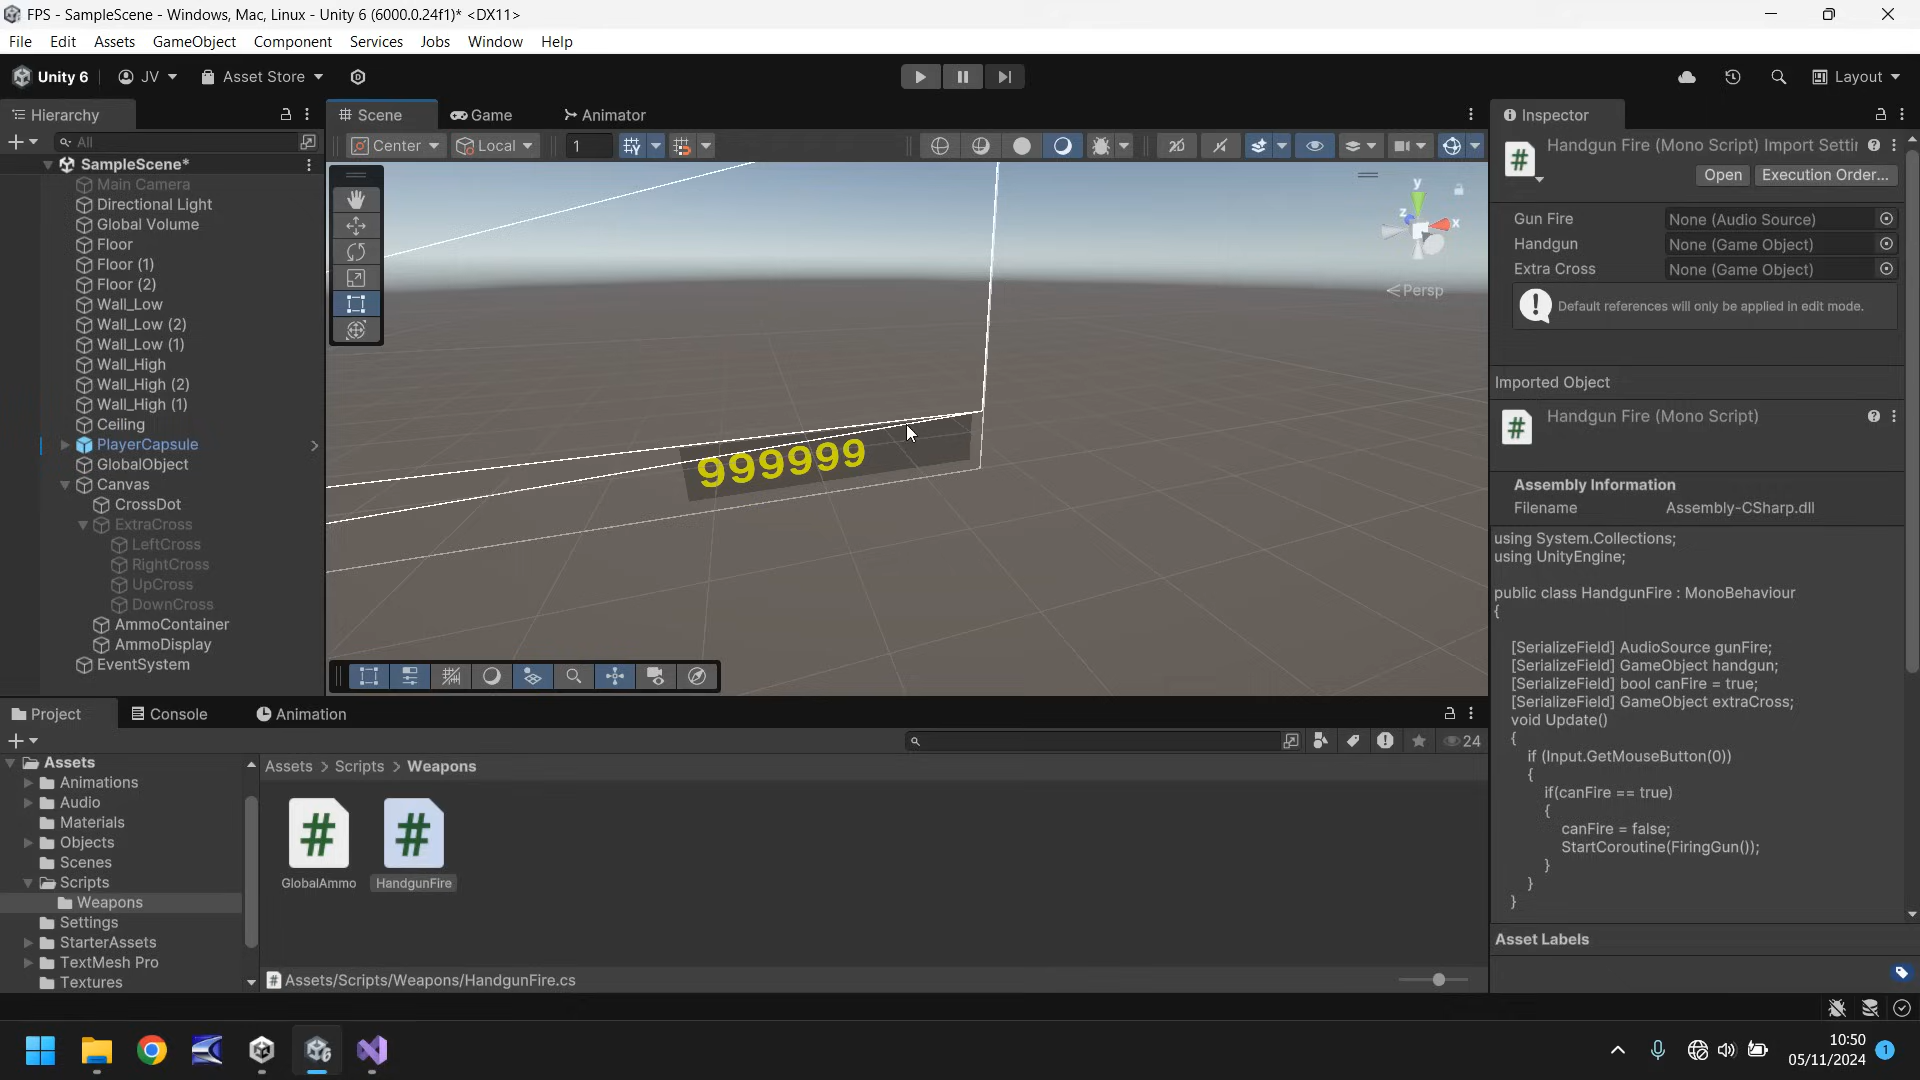 FPS - SampleScene - Windows, Mac, Linux - Unity 6 (6000.0.24f1)* <DX11>
File Edit Assets GameObject Component Services Jobs Window Help
Unity 6 JV Asset Store Layout
Hierarchy
All
SampleScene*
Main Camera
Directional Light
Global Volume
Floor
Floor (1)
Floor (2)
Wall_Low
Wall_Low (2)
Wall_Low (1)
Wall_High
Wall_High (2)
Wall_High (1)
Ceiling
PlayerCapsule
GlobalObject
Canvas
CrossDot
ExtraCross
LeftCross
RightCross
UpCross
DownCross
AmmoContainer
AmmoDisplay
EventSystem
Scene Game Animator
Center Local 1
2D
y
z
x
Persp
999999
Inspector
Handgun Fire (Mono Script) Import Settir
Open Execution Order...
Gun Fire None (Audio Source)
Handgun None (Game Object)
Extra Cross None (Game Object)
Default references will only be applied in edit mode.
Imported Object
Handgun Fire (Mono Script)
Assembly Information
Filename Assembly-CSharp.dll
using System.Collections;
using UnityEngine;
public class HandgunFire : MonoBehaviour
{
[SerializeField] AudioSource gunFire;
[SerializeField] GameObject handgun;
[SerializeField] bool canFire = true;
[SerializeField] GameObject extraCross;
void Update()
{
if (Input.GetMouseButton(0))
{
if(canFire == true)
{
canFire = false;
StartCoroutine(FiringGun());
}
}
}
Asset Labels
Project Console Animation
24
Assets
Animations
Audio
Materials
Objects
Scenes
Scripts
Weapons
Settings
StarterAssets
TextMesh Pro
Textures
Assets > Scripts > Weapons
GlobalAmmo HandgunFire
Assets/Scripts/Weapons/HandgunFire.cs
10:50
05/11/2024
1